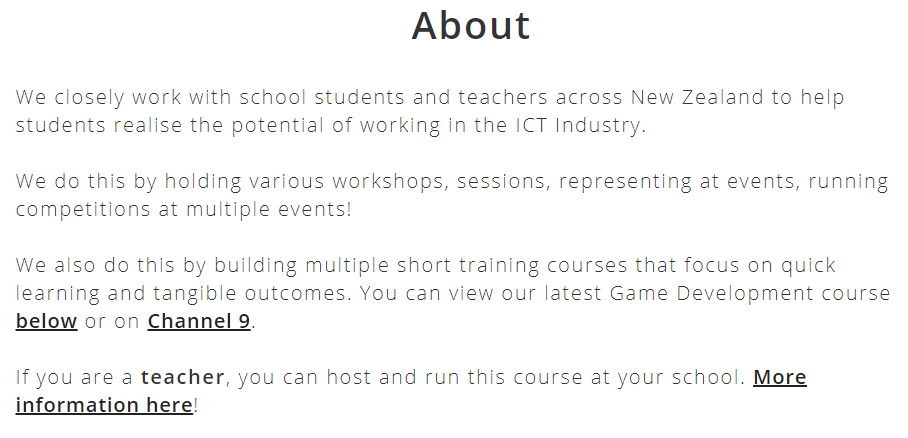 About
We closely work with school students and teachers across New Zealand to help
students realise the potential of working in the ICT Industry.
We do this by holding various workshops, sessions, representing at events, running
competitions at multiple events!
We also do this by building multiple short training courses that focus on quick
learning and tangible outcomes. You can view our latest Game Development course
below or on Channel 9.
If you are a teacher, you can host and run this course at your school. More
information here!